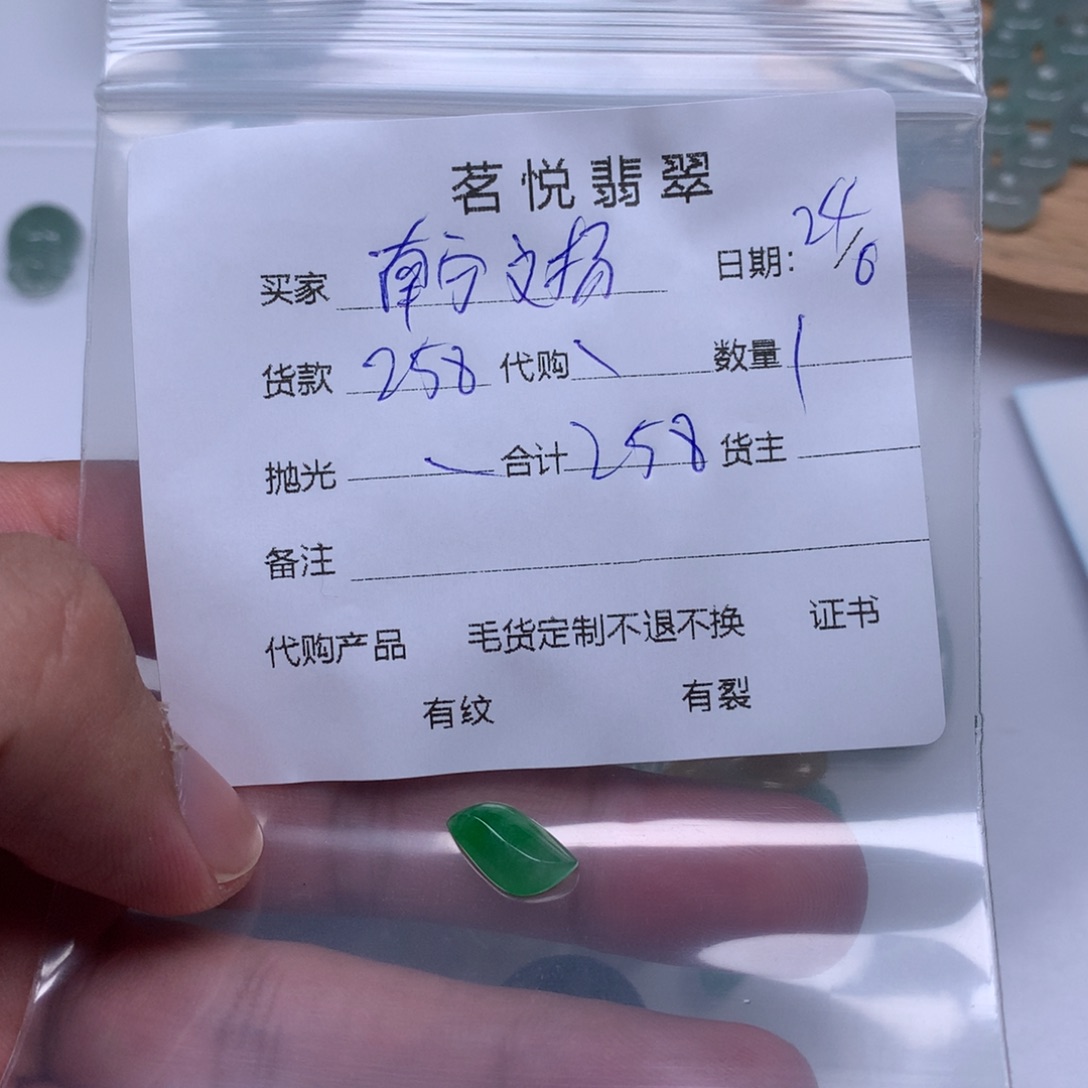 茗悦翡翠
买家 南宁文扬 日期: 24/6
货款 258 代购 \ 数量 1
抛光 \ 合计 258 货主
备注
代购产品 毛货定制不退不换 证书
有纹 有裂